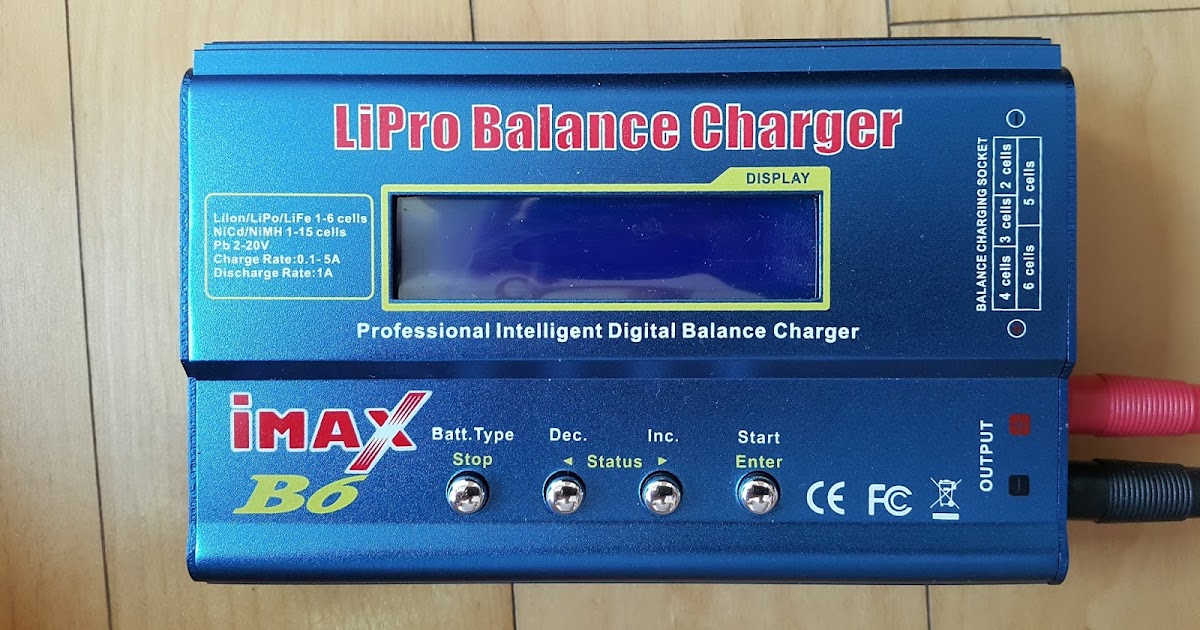 LiPro Balance Charger
DISPLAY
LiIon/LiPo/LiFe 1-6 cells
NiCd/NiMH 1-15 cells
Pb 2-20V
Charge Rate:0.1- 5A
Discharge Rate:1A
Professional Intelligent Digital Balance Charger
BALANCE CHARGING SOCKET
4 cells 3 cells 2 cells
6 cells 5 cells
iMAX
B6
Batt.Type Dec. Inc. Start
Stop ◄ Status ► Enter
CE FC
OUTPUT
+
-